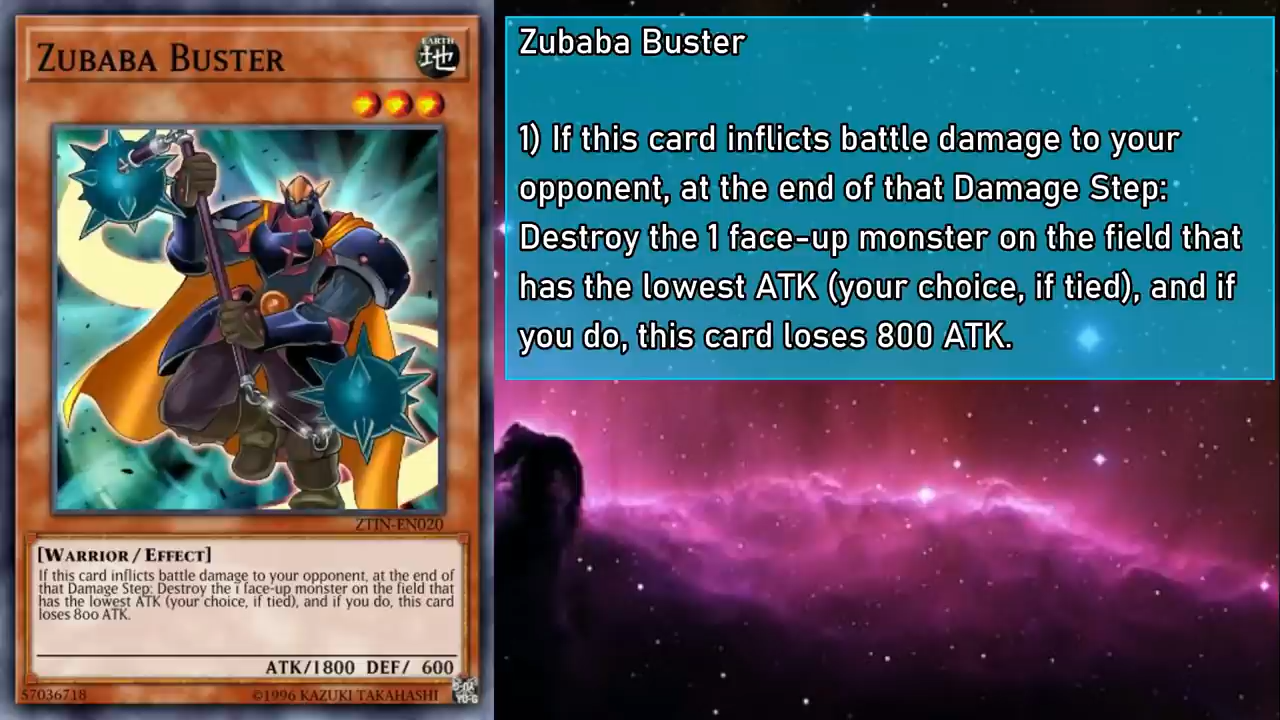 ZUBABA BUSTER
EARTH
地
ZTIN-EN020
[WARRIOR / EFFECT]
If this card inflicts battle damage to your opponent, at the end of
that Damage Step: Destroy the 1 face-up monster on the field that
has the lowest ATK (your choice, if tied), and if you do, this card
loses 800 ATK.
ATK/1800 DEF/ 600
57036718
©1996 KAZUKI TAKAHASHI
Zubaba Buster
1) If this card inflicts battle damage to your
opponent, at the end of that Damage Step:
Destroy the 1 face-up monster on the field that
has the lowest ATK (your choice, if tied), and if
you do, this card loses 800 ATK.